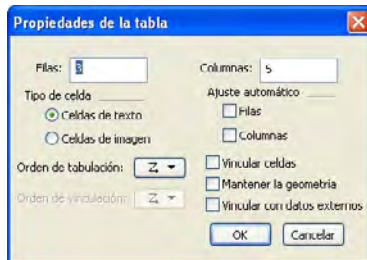 Propiedades de la tabla
Filas: 3 Columnas: 5
Tipo de celda Ajuste automático
Celdas de texto Filas
Celdas de imagen Columnas
Orden de tabulación: Z Vincular celdas
Mantener la geometria
Orden de vinculación: Z Vincular con datos externos
OK Cancelar